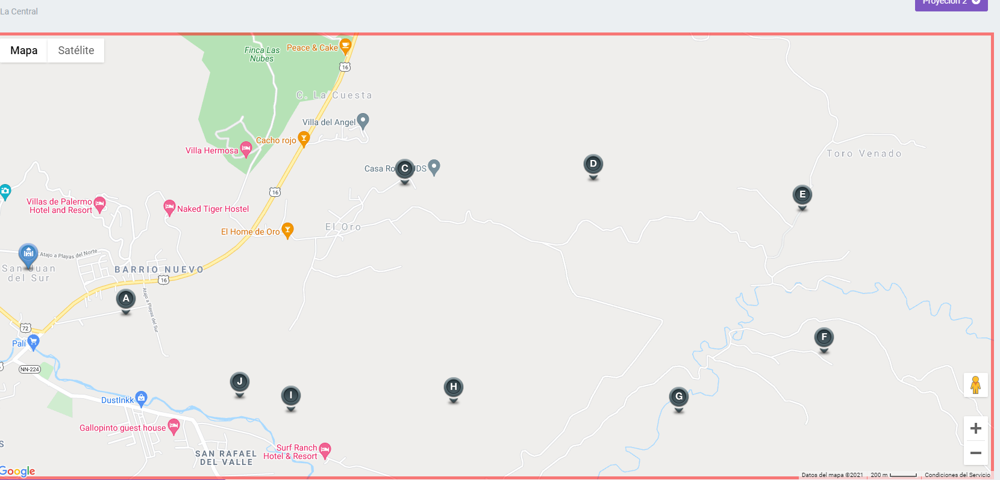 La Central
Proyeción 2
Mapa
Satélite
Finca Las
Nubes
Peace & Cake
16
C. La Cuesta
Villa del Angel
Cacho rojo
Villa Hermosa
Toro Venado
Casa Ro
C
JDS
D
E
16
Villas de Palermo
Hotel and Resort
Naked Tiger Hostel
El Oro
El Home de Oro
Atajo a Playas del Norte
San Juan
del Sur
BARRIO NUEVO
16
A
Atajo a Playas del Sur
72
Palí
F
NN-224
J
I
H
G
DustInkk
Gallopinto guest house
SAN RAFAEL
DEL VALLE
Surf Ranch
Hotel & Resort
S
Google
Datos del mapa ©2021
200 m
Condiciones del Servicio